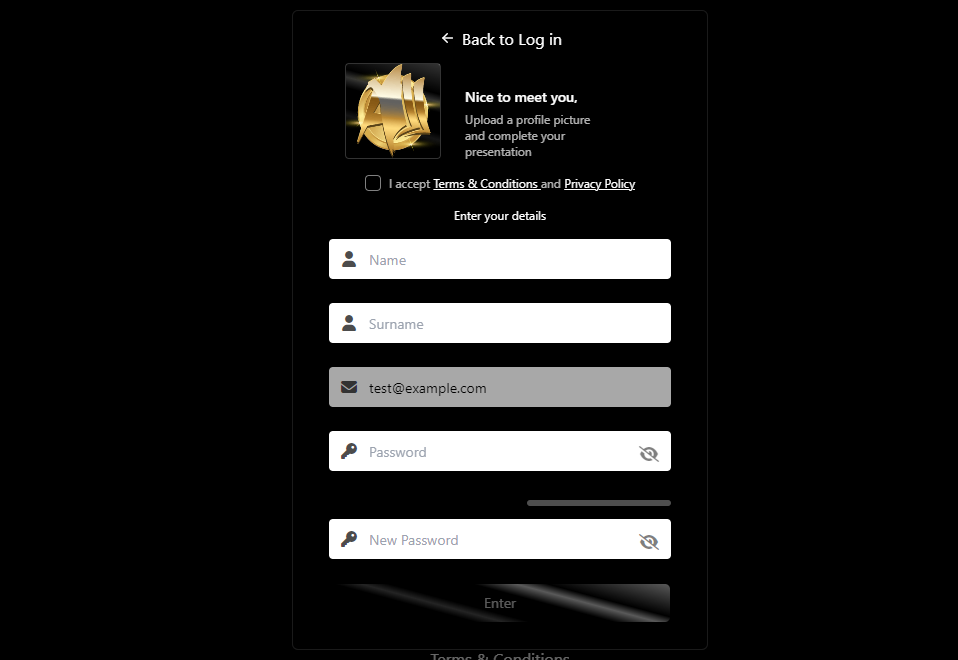 Back to Log in
Nice to meet you,
Upload a profile picture
and complete your
presentation
I accept Terms & Conditions and Privacy Policy
Enter your details
Name
Surname
test@example.com
Password
New Password
Enter
Terms & Conditions